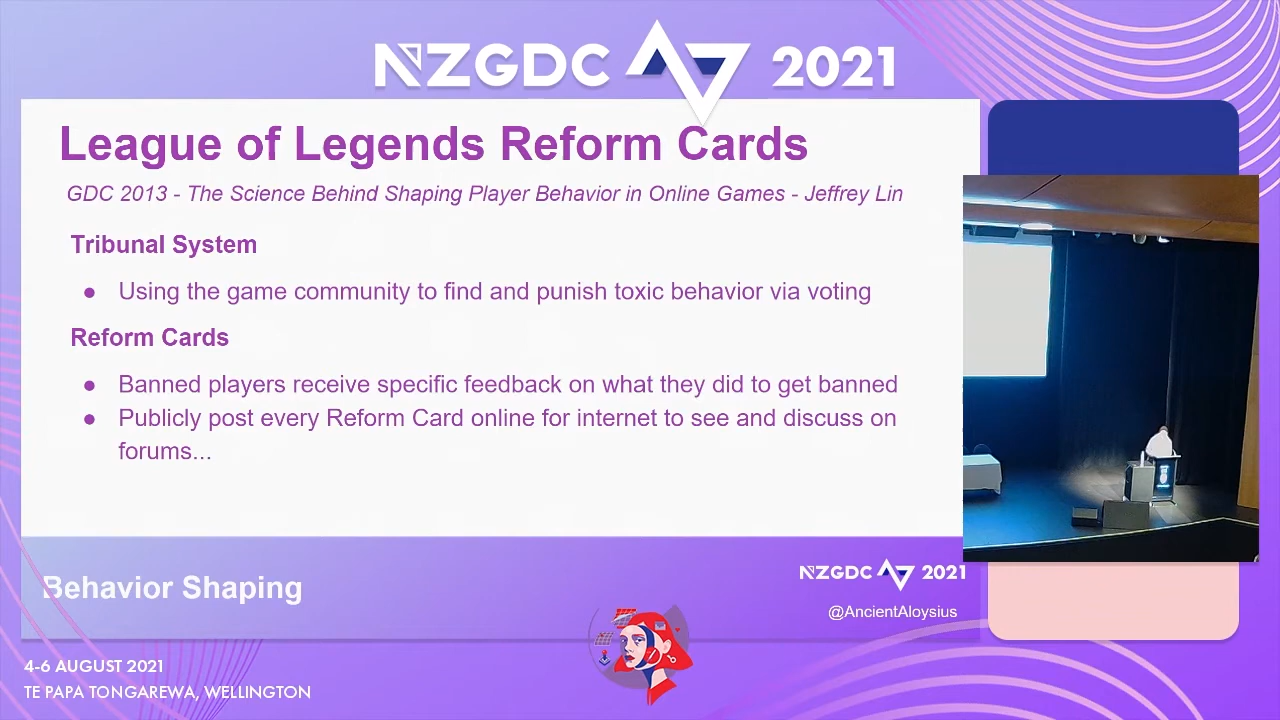 NZGDC 2021
League of Legends Reform Cards
GDC 2013 - The Science Behind Shaping Player Behavior in Online Games - Jeffrey Lin
Tribunal System
● Using the game community to find and punish toxic behavior via voting
Reform Cards
● Banned players receive specific feedback on what they did to get banned
● Publicly post every Reform Card online for internet to see and discuss on
forums...
Behavior Shaping
NZGDC 2021
@AncientAloysius
4-6 AUGUST 2021
TE PAPA TONGAREWA, WELLINGTON